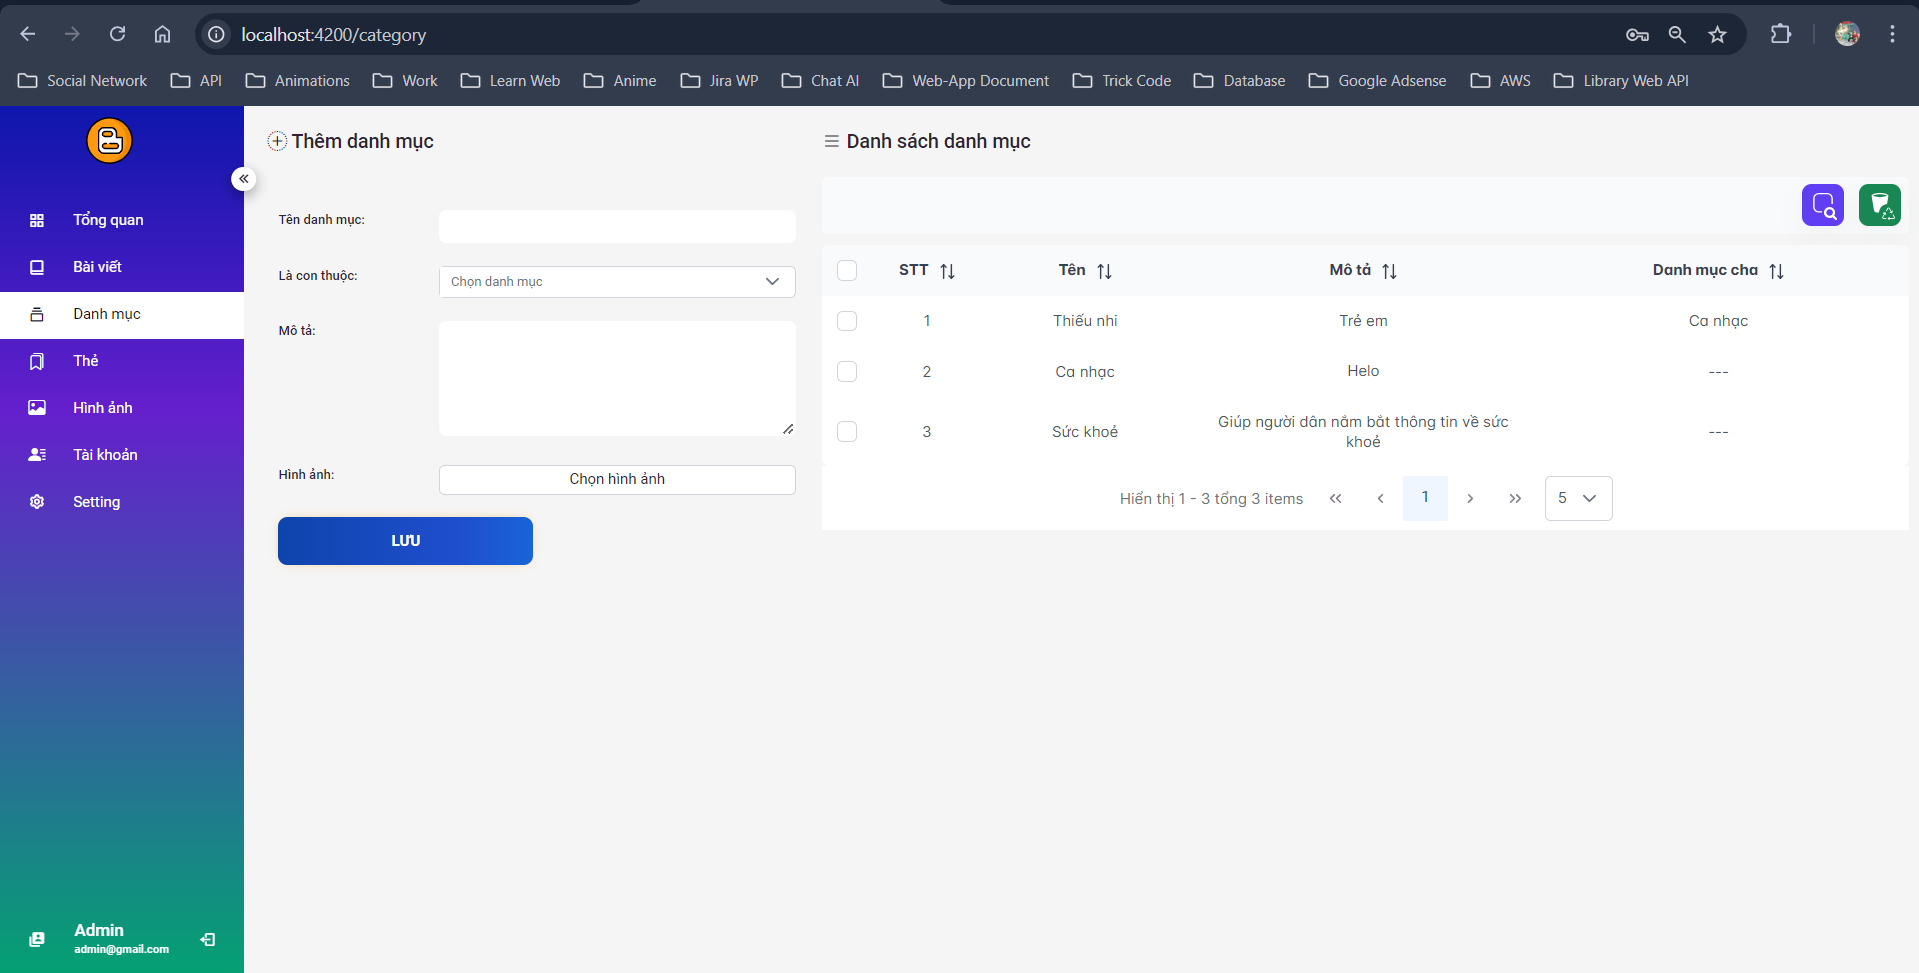 localhost:4200/category
Social Network API Animations Work Learn Web Anime Jira WP Chat AI Web-App Document Trick Code Database Google Adsense AWS Library Web API
Tổng quan
Bài viết
Danh mục
Thẻ
Hình ảnh
Tài khoản
Setting
Admin
admin@gmail.com
Thêm danh mục
Tên danh mục:
Là con thuộc: Chọn danh mục
Mô tả:
Hình ảnh: Chọn hình ảnh
LƯU
Danh sách danh mục
STT Tên Mô tả Danh mục cha
1 Thiếu nhi Trẻ em Ca nhạc
2 Ca nhạc Helo ---
3 Sức khoẻ Giúp người dân nắm bắt thông tin về sức ---
khoẻ
Hiển thị 1 - 3 tổng 3 items 1 5